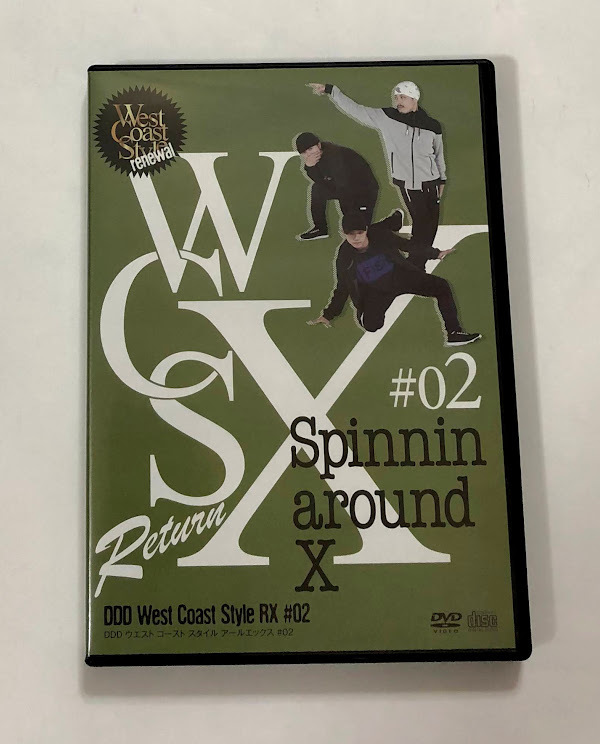 West
Coast
Style
renewal
WCSX
#02
Spinnin
around
X
Return
DDD West Coast Style RX #02
DDD ウエスト コースト スタイル アールエックス #02
DVD
VIDEO
disc